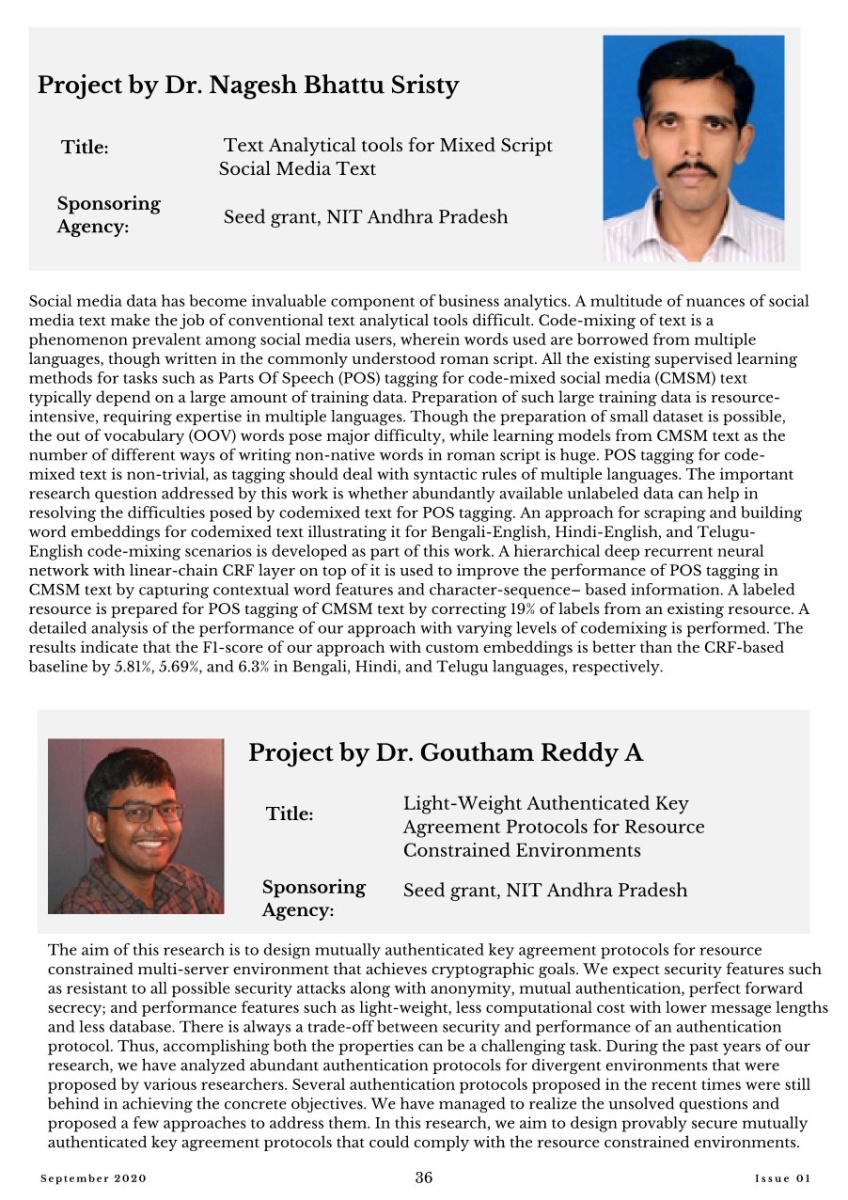 Project by Dr. Nagesh Bhattu Sristy
Title:
Text Analytical tools for Mixed Script
Social Media Text
Sponsoring
Agency:
Seed grant, NIT Andhra Pradesh
Social media data has become invaluable component of business analytics. A multitude of nuances of social
media text make the job of conventional text analytical tools difficult. Code-mixing of text is a
phenomenon prevalent among social media users, wherein words used are borrowed from multiple
languages, though written in the commonly understood roman script. All the existing supervised learning
methods for tasks such as Parts Of Speech (POS) tagging for code-mixed social media (CMSM) text
typically depend on a large amount of training data. Preparation of such large training data is resource-
intensive, requiring expertise in multiple languages. Though the preparation of small dataset is possible,
the out of vocabulary (OOV) words pose major difficulty, while learning models from CMSM text as the
number of different ways of writing non-native words in roman script is huge. POS tagging for code-
mixed text is non-trivial, as tagging should deal with syntactic rules of multiple languages. The important
research question addressed by this work is whether abundantly available unlabeled data can help in
resolving the difficulties posed by codemixed text for POS tagging. An approach for scraping and building
word embeddings for codemixed text illustrating it for Bengali-English, Hindi-English, and Telugu-
English code-mixing scenarios is developed as part of this work. A hierarchical deep recurrent neural
network with linear-chain CRF layer on top of it is used to improve the performance of POS tagging in
CMSM text by capturing contextual word features and character-sequence– based information. A labeled
resource is prepared for POS tagging of CMSM text by correcting 19% of labels from an existing resource. A
detailed analysis of the performance of our approach with varying levels of codemixing is performed. The
results indicate that the F1-score of our approach with custom embeddings is better than the CRF-based
baseline by 5.81%, 5.69%, and 6.3% in Bengali, Hindi, and Telugu languages, respectively.
Project by Dr. Goutham Reddy A
Title:
Light-Weight Authenticated Key
Agreement Protocols for Resource
Constrained Environments
Sponsoring
Agency:
Seed grant, NIT Andhra Pradesh
The aim of this research is to design mutually authenticated key agreement protocols for resource
constrained multi-server environment that achieves cryptographic goals. We expect security features such
as resistant to all possible security attacks along with anonymity, mutual authentication, perfect forward
secrecy; and performance features such as light-weight, less computational cost with lower message lengths
and less database. There is always a trade-off between security and performance of an authentication
protocol. Thus, accomplishing both the properties can be a challenging task. During the past years of our
research, we have analyzed abundant authentication protocols for divergent environments that were
proposed by various researchers. Several authentication protocols proposed in the recent times were still
behind in achieving the concrete objectives. We have managed to realize the unsolved questions and
proposed a few approaches to address them. In this research, we aim to design provably secure mutually
authenticated key agreement protocols that could comply with the resource constrained environments.
September 2020
36
Issue 01